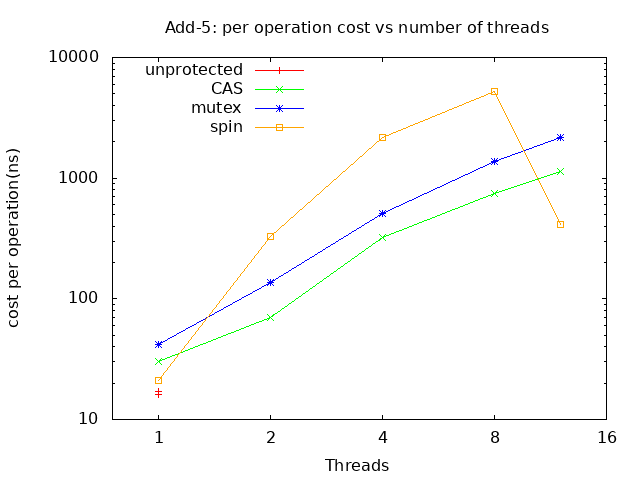 Add-5: per operation cost vs number of threads
10000
1000
100
10
cost per operation(ns)
unprotected
CAS
mutex
spin
1 2 4 8 16
Threads